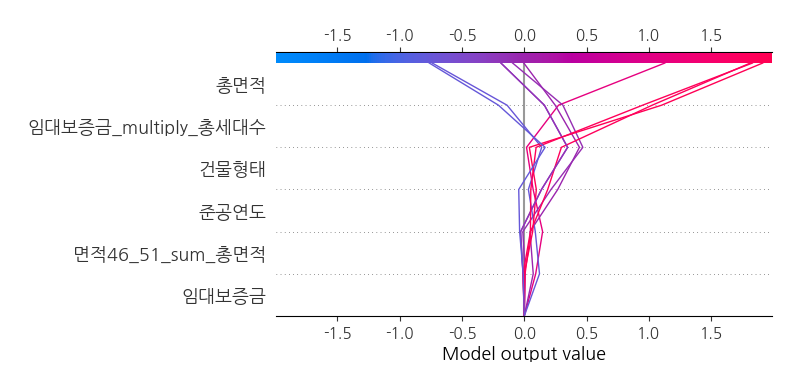 -1.5 -1.0 -0.5 0.0 0.5 1.0 1.5
총면적
임대보증금_multiply_총세대수
건물형태
준공연도
면적46_51_sum_총면적
임대보증금
-1.5 -1.0 -0.5 0.0 0.5 1.0 1.5
Model output value